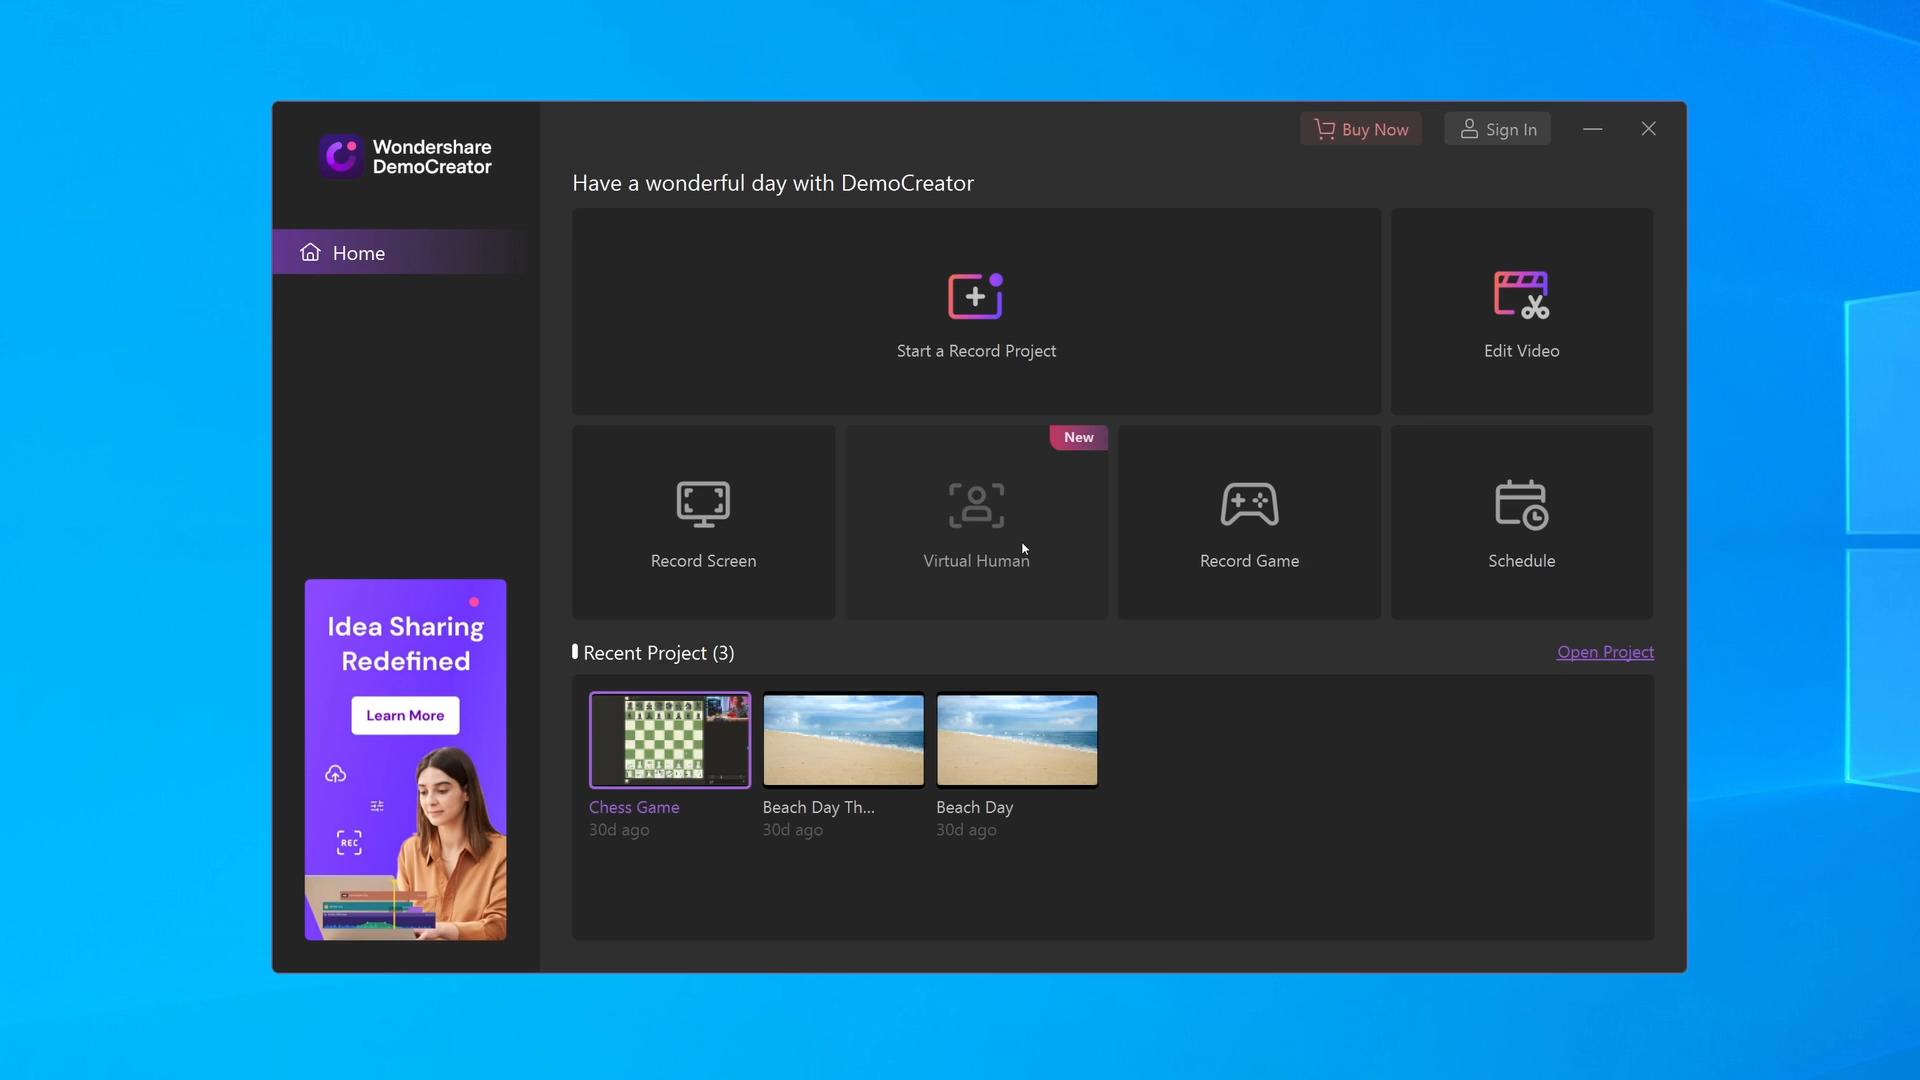 Wondershare
DemoCreator
Buy Now
Sign In
Home
Have a wonderful day with DemoCreator
Start a Record Project
Edit Video
New
Record Screen
Virtual Human
Record Game
Schedule
Idea Sharing
Redefined
Learn More
REC
Recent Project (3)
Open Project
Chess Game
30d ago
Beach Day Th...
30d ago
Beach Day
30d ago